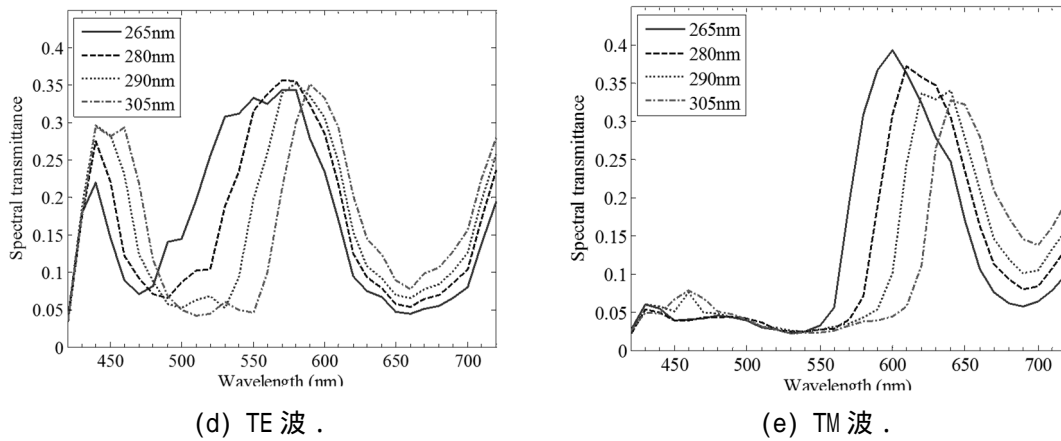 265nm
280nm
290nm
305nm
0.4
0.35
0.3
0.25
0.2
0.15
0.1
0.05
0
Spectral transmittance
450 500 550 600 650 700
Wavelength (nm)
(d) TE 波 .
265nm
280nm
290nm
305nm
0.4
0.35
0.3
0.25
0.2
0.15
0.1
0.05
0
Spectral transmittance
450 500 550 600 650 700
Wavelength (nm)
(e) TM 波 .